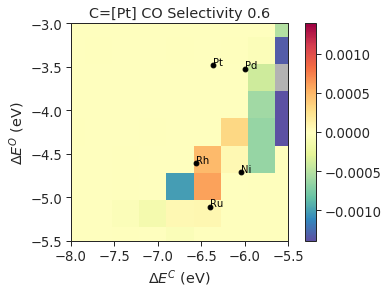 C=[Pt] CO Selectivity 0.6
−3.0
−3.5
−4.0
−4.5
−5.0
−5.5
ΔE^O (eV)
Pt
Pd
Rh
Ni
Ru
−8.0 −7.5 −7.0 −6.5 −6.0 −5.5
ΔE^C (eV)
0.0010
0.0005
0.0000
−0.0005
−0.0010